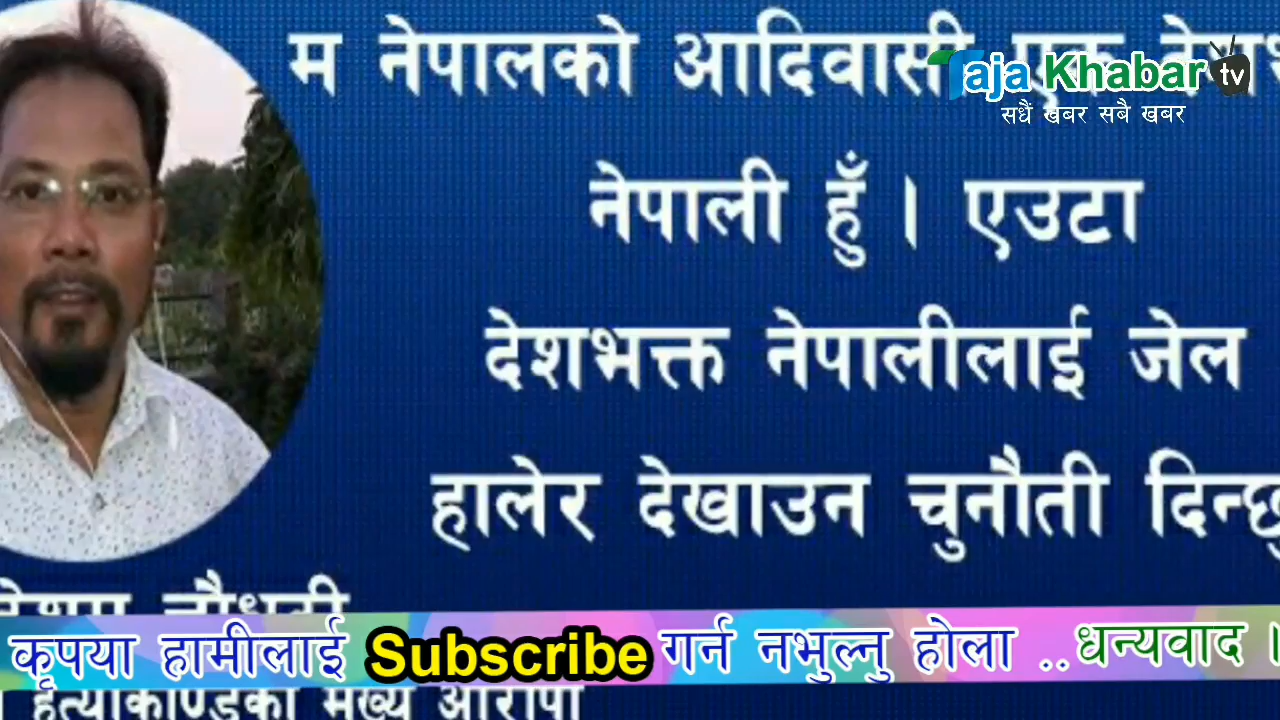 म नेपालको आदिवासी एक
Taja Khabar tv
सधैं खबर सबै खबर
नेपाली हुँ । एउटा
देशभक्त नेपालीलाई जेल
हालेर देखाउन चुनौती दिन्छु
कृपया हामीलाई Subscribe गर्न नभुल्नु होला .. धन्यवाद ।
हत्याकाण्डका मुख्य आरोपी